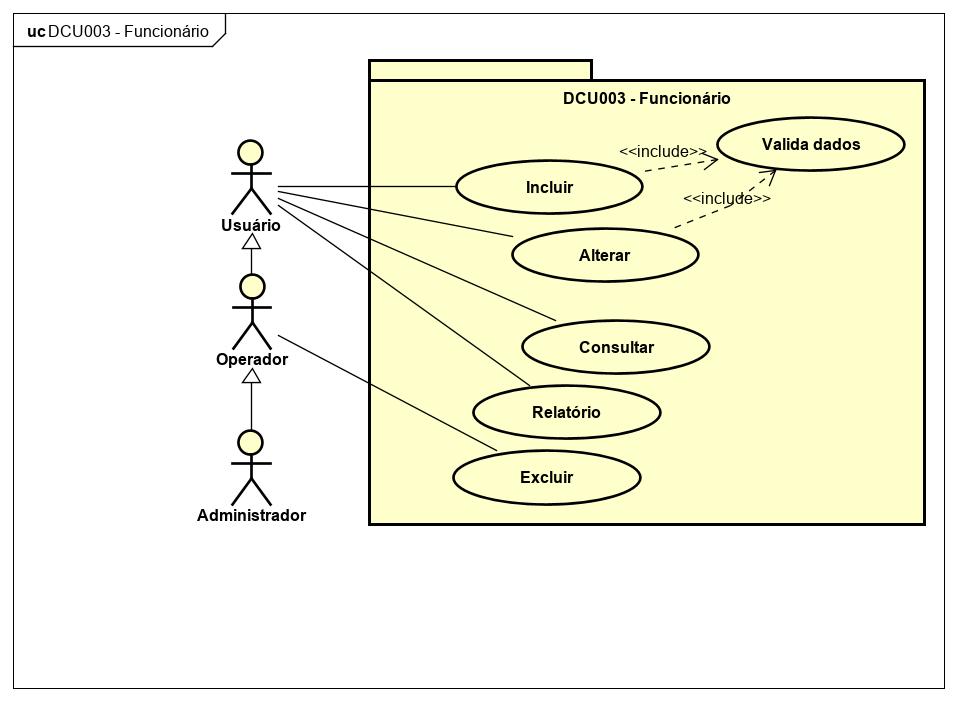 uc DCU003 - Funcionário
DCU003 - Funcionário
Valida dados
<<include>>
Incluir
<<include>>
Usuário
Alterar
Consultar
Operador
Relatório
Excluir
Administrador